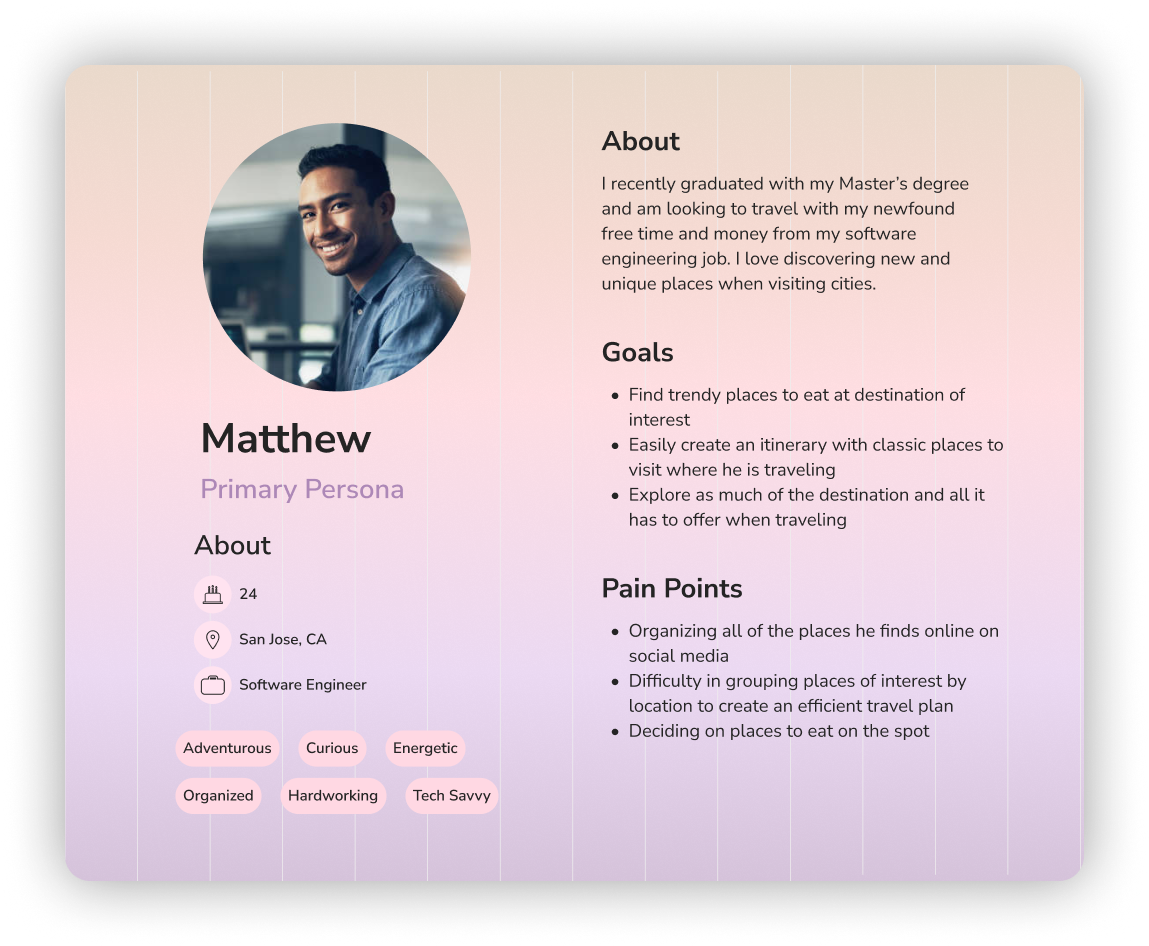 Matthew
Primary Persona
About
24
San Jose, CA
Software Engineer
Adventurous Curious Energetic
Organized Hardworking Tech Savvy
About
I recently graduated with my Master’s degree
and am looking to travel with my newfound
free time and money from my software
engineering job. I love discovering new and
unique places when visiting cities.
Goals
• Find trendy places to eat at destination of
interest
• Easily create an itinerary with classic places to
visit where he is traveling
• Explore as much of the destination and all it
has to offer when traveling
Pain Points
• Organizing all of the places he finds online on
social media
• Difficulty in grouping places of interest by
location to create an efficient travel plan
• Deciding on places to eat on the spot